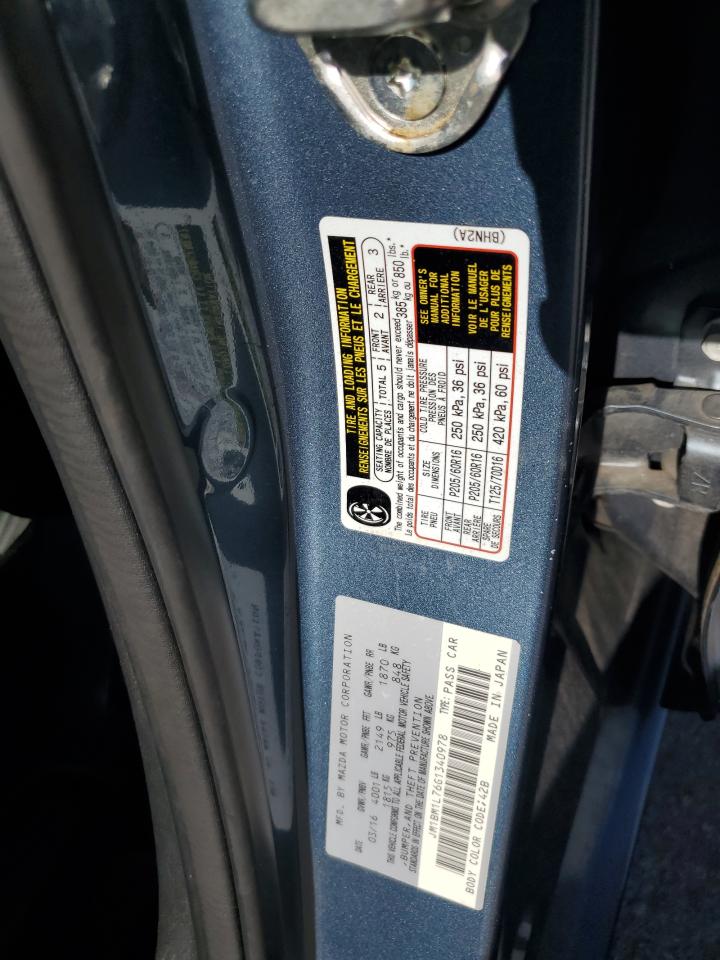 TIRE AND LOADING INFORMATION
RENSEIGNEMENTS SUR LES PNEUS ET LE CHARGEMENT
SEATING CAPACITY TOTAL 5 FRONT 2 REAR 3
NOMBRE DE PLACES AVANT ARRIÈRE
The combined weight of occupants and cargo should never exceed 385 kg or 850 lbs.*
Le poids total des occupants et du chargement ne doit jamais dépasser kg ou lb.*
TIRE SIZE COLD TIRE PRESSURE
PNEU DIMENSIONS PRESSION DES PNEUS À FROID
FRONT
AVANT P205/60R16 250 kPa, 36 psi
REAR
ARRIÈRE P205/60R16 250 kPa, 36 psi
SPARE
DE SECOURS T125/70D16 420 kPa, 60 psi
SEE OWNER'S
MANUAL FOR
ADDITIONAL
INFORMATION
VOIR LE MANUEL
DE L'USAGER
POUR PLUS DE
RENSEIGNEMENTS
(BHN2A)
MFD. BY MAZDA MOTOR CORPORATION
DATE GVWR/PNBV GAWR/PNBE FRT GAWR/PNBE RR
03/16 4001 LB 2149 LB 1870 LB
1815 KG 975 KG 848 KG
THIS VEHICLE CONFORMS TO ALL APPLICABLE FEDERAL MOTOR VEHICLE SAFETY
,BUMPER,AND THEFT PREVENTION
STANDARDS IN EFFECT ON THE DATE OF MANUFACTURE SHOWN ABOVE.
JM1BM1L76G1340978 TYPE:PASS CAR
BODY COLOR CODE:42B MADE IN JAPAN